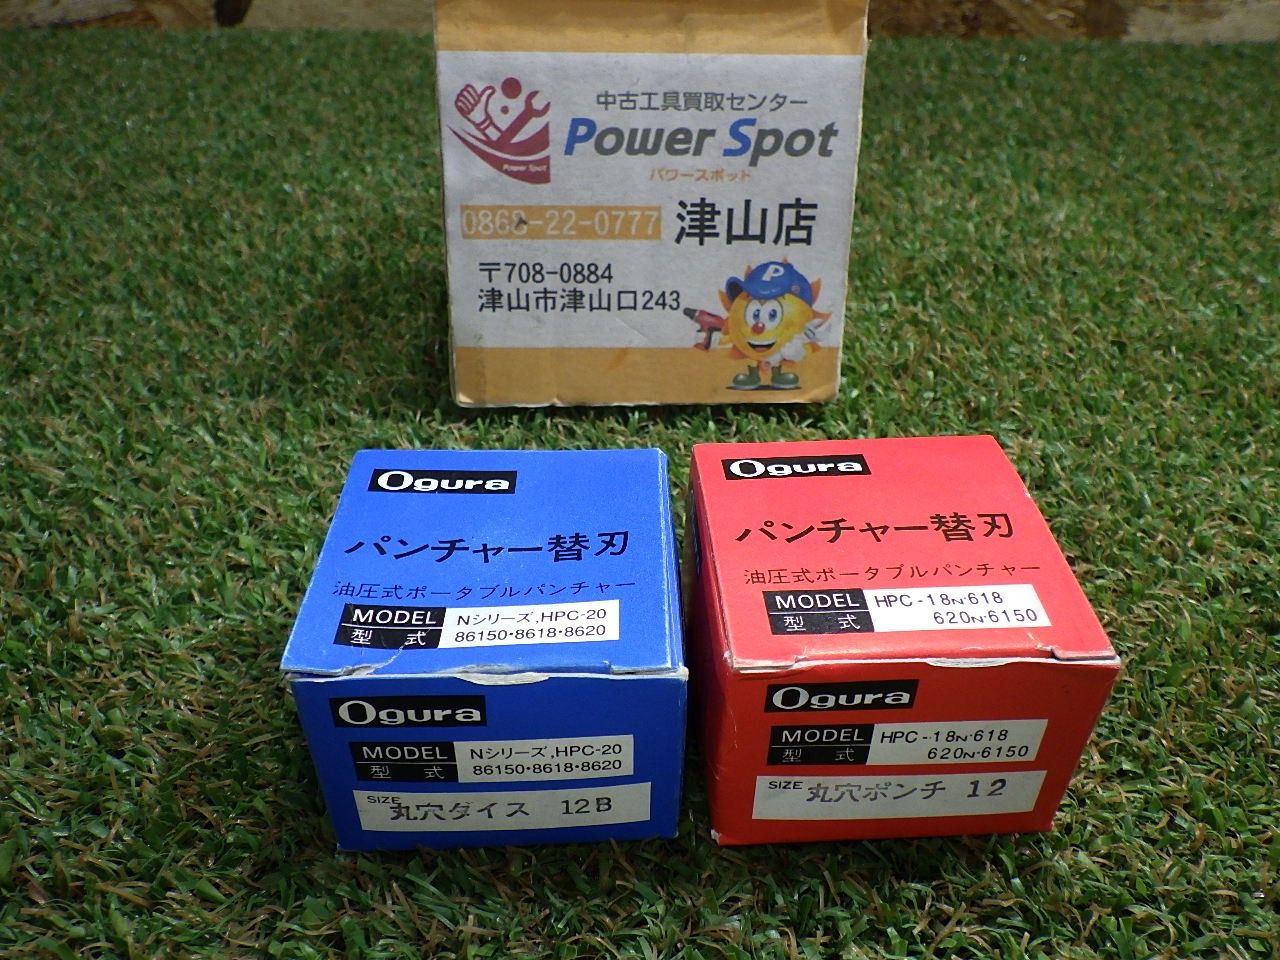 中古工具買取センター
Power Spot
パワースポット
Power Spot
0868-22-0777 津山店
〒708-0884
津山市津山口243
P
Ogura
パンチャー替刃
油圧式ポータブルパンチャー
MODEL 型式 Nシリーズ,HPC-20
86150・8618・8620
Ogura
MODEL 型式 Nシリーズ,HPC-20
86150・8618・8620
SIZE 丸穴ダイス 12B
Ogura
パンチャー替刃
油圧式ポータブルパンチャー
MODEL 型式 HPC-18N・618
620N・6150
Ogura
MODEL 型式 HPC-18N・618
620N・6150
SIZE 丸穴ポンチ 12